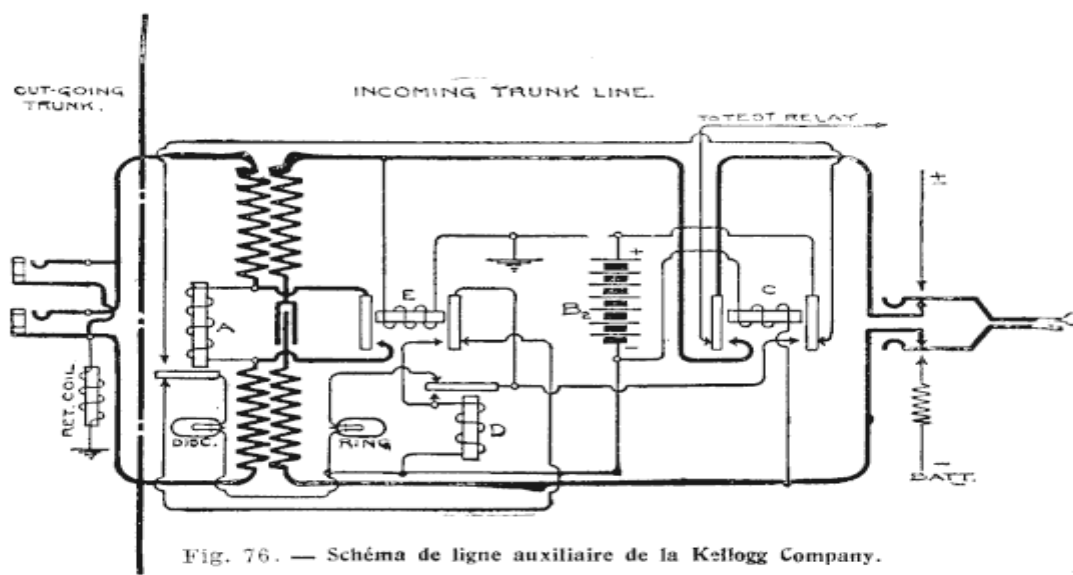 OUT-GOING
TRUNK.
INCOMING TRUNK LINE.
TO TEST RELAY
±
+
E
C
A
B2
-
RET. COIL
DISC.
RING
D
-
BATT.
Fig. 76. — Schéma de ligne auxiliaire de la Kellogg Company.